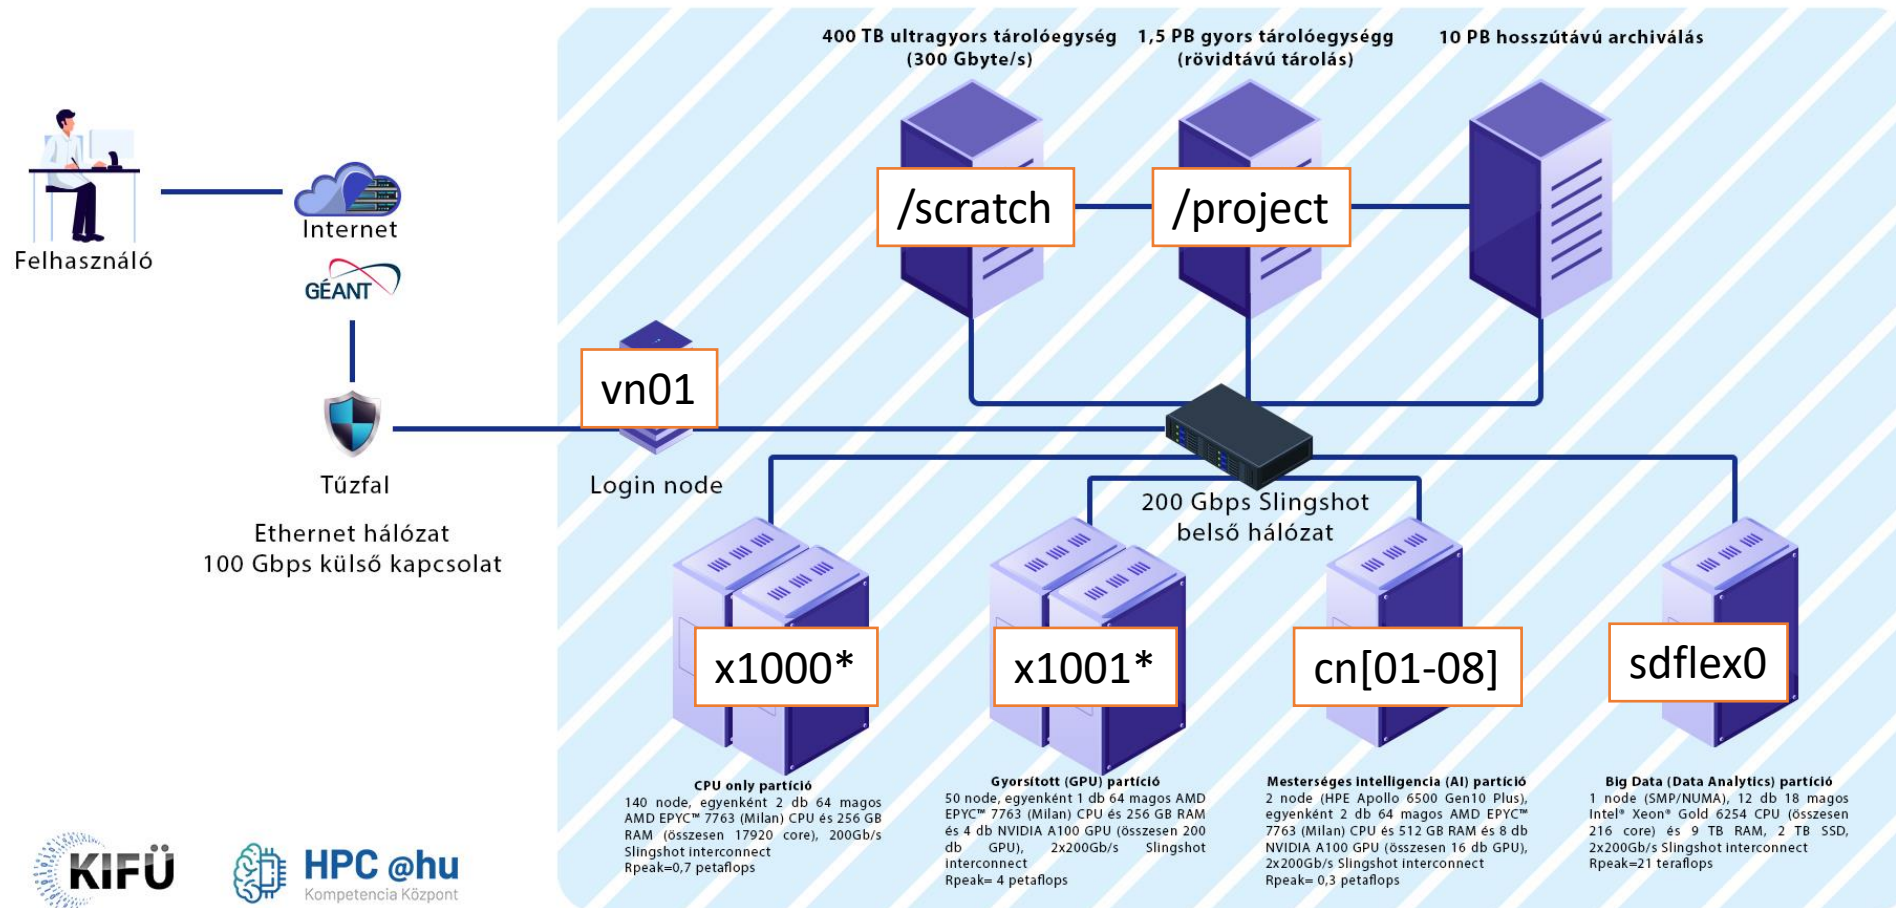 400 TB ultragyors tárolóegység
(300 Gbyte/s)
1,5 PB gyors tárolóegységg
(rövidtávú tárolás)
10 PB hosszútávú archiválás
/scratch
/project
Felhasználó
Internet
GÉANT
vn01
Tűzfal
Login node
Ethernet hálózat
100 Gbps külső kapcsolat
200 Gbps Slingshot
belső hálózat
x1000*
x1001*
cn[01-08]
sdflex0
CPU only partíció
140 node, egyenként 2 db 64 magos
AMD EPYC™ 7763 (Milan) CPU és 256 GB
RAM (összesen 17920 core), 200Gb/s
Slingshot interconnect
Rpeak=0,7 petaflops
Gyorsított (GPU) partíció
50 node, egyenként 1 db 64 magos AMD
EPYC™ 7763 (Milan) CPU és 256 GB RAM
és 4 db NVIDIA A100 GPU (összesen 200
db GPU), 2x200Gb/s Slingshot
interconnect
Rpeak= 4 petaflops
Mesterséges intelligencia (AI) partíció
2 node (HPE Apollo 6500 Gen10 Plus),
egyenként 2 db 64 magos AMD EPYC™
7763 (Milan) CPU és 512 GB RAM és 8 db
NVIDIA A100 GPU (összesen 16 db GPU),
2x200Gb/s Slingshot interconnect
Rpeak= 0,3 petaflops
Big Data (Data Analytics) partíció
1 node (SMP/NUMA), 12 db 18 magos
Intel® Xeon® Gold 6254 CPU (összesen
216 core) és 9 TB RAM, 2 TB SSD,
2x200Gb/s Slingshot interconnect
Rpeak=21 teraflops
KIFÜ
HPC @hu
Kompetencia Központ